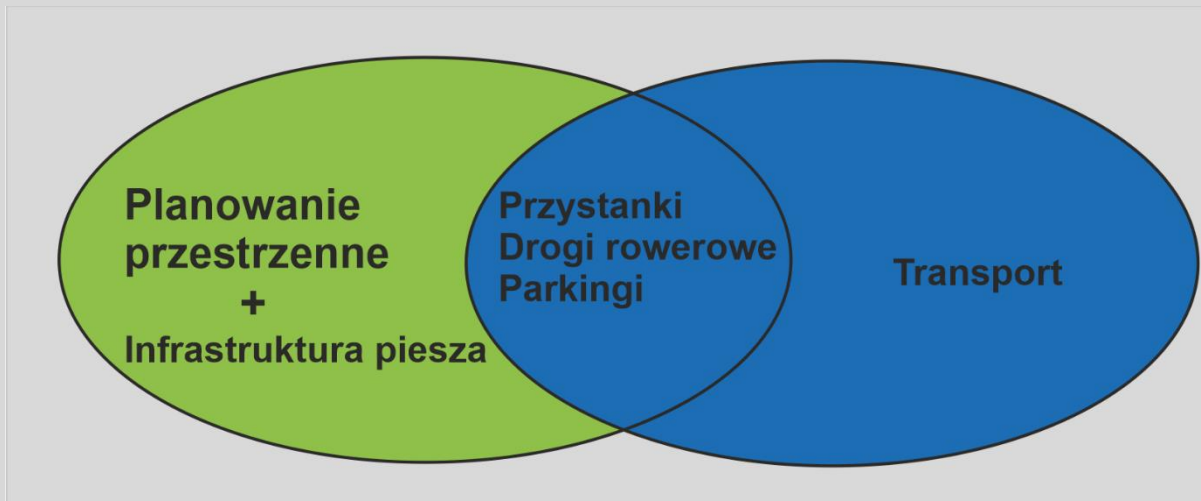 Planowanie
przestrzenne
+
Infrastruktura piesza
Przystanki
Drogi rowerowe
Parkingi
Transport